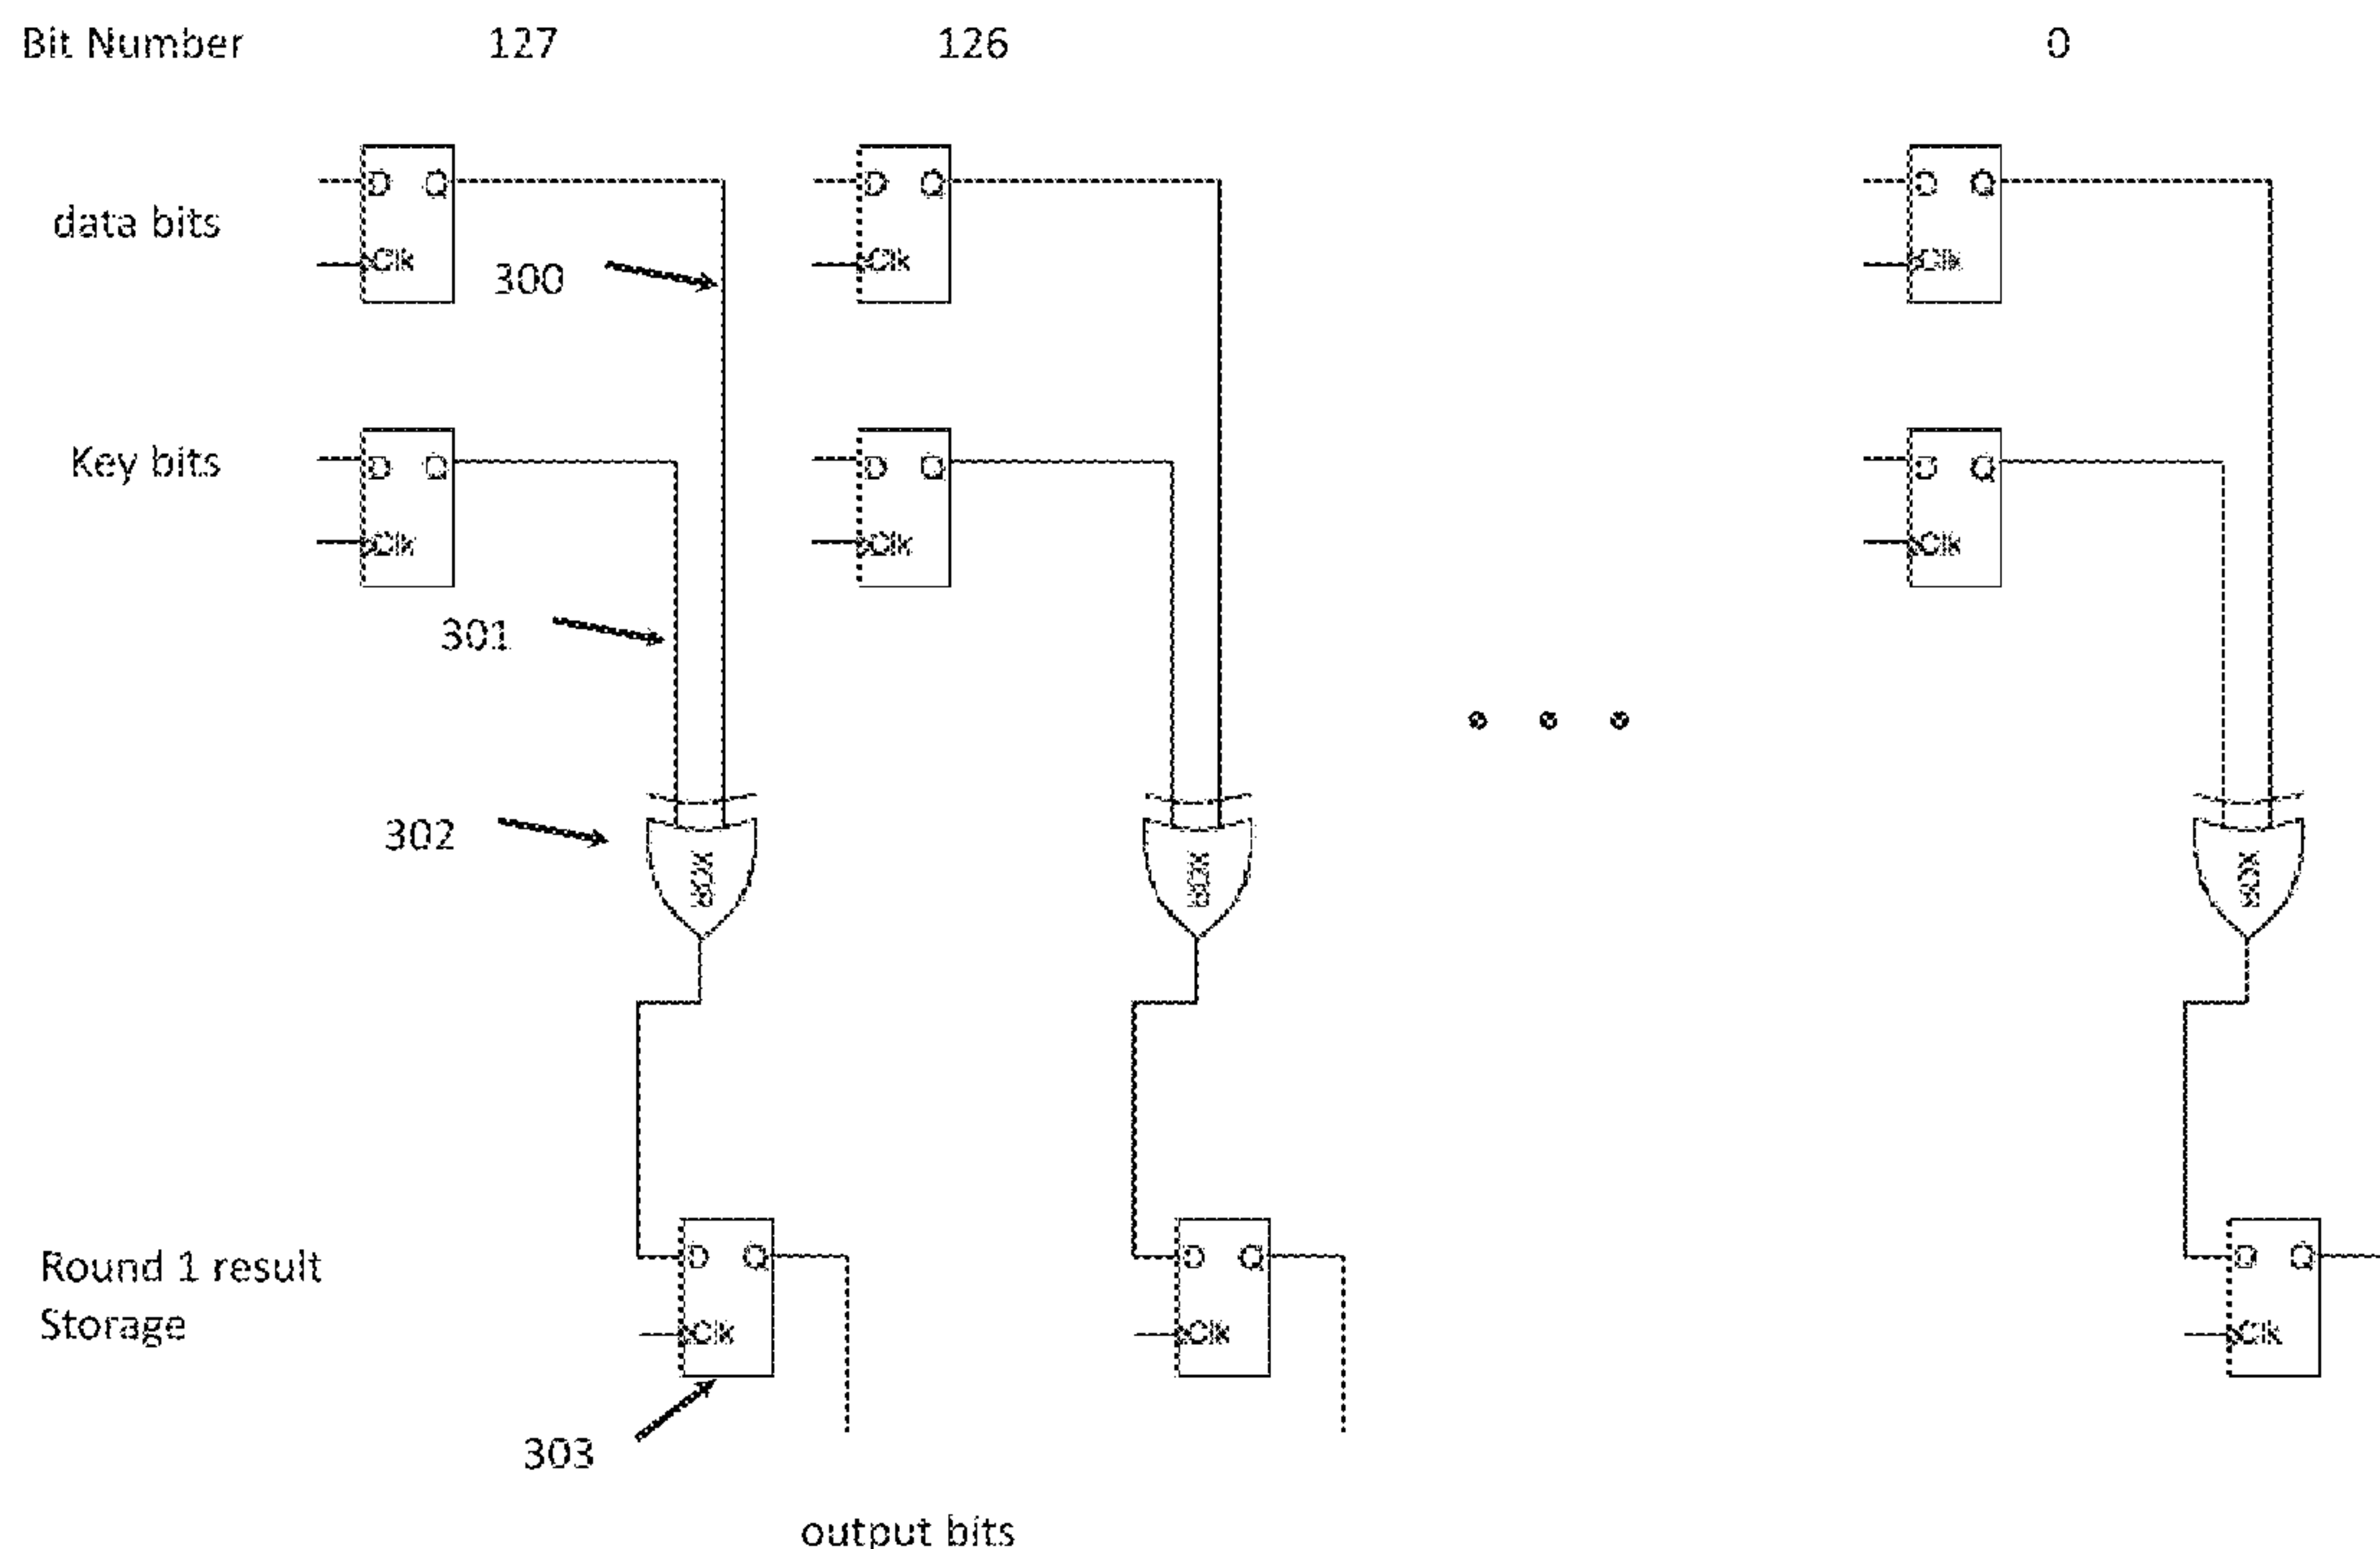 Bit Number 127 126 0
D Q D Q D Q
data bits
Clk Clk Clk
300
Key bits D Q D Q D Q
Clk Clk Clk
301
302
XOR XOR XOR
Round 1 result D Q D Q D Q
Storage Clk Clk Clk
303
output bits